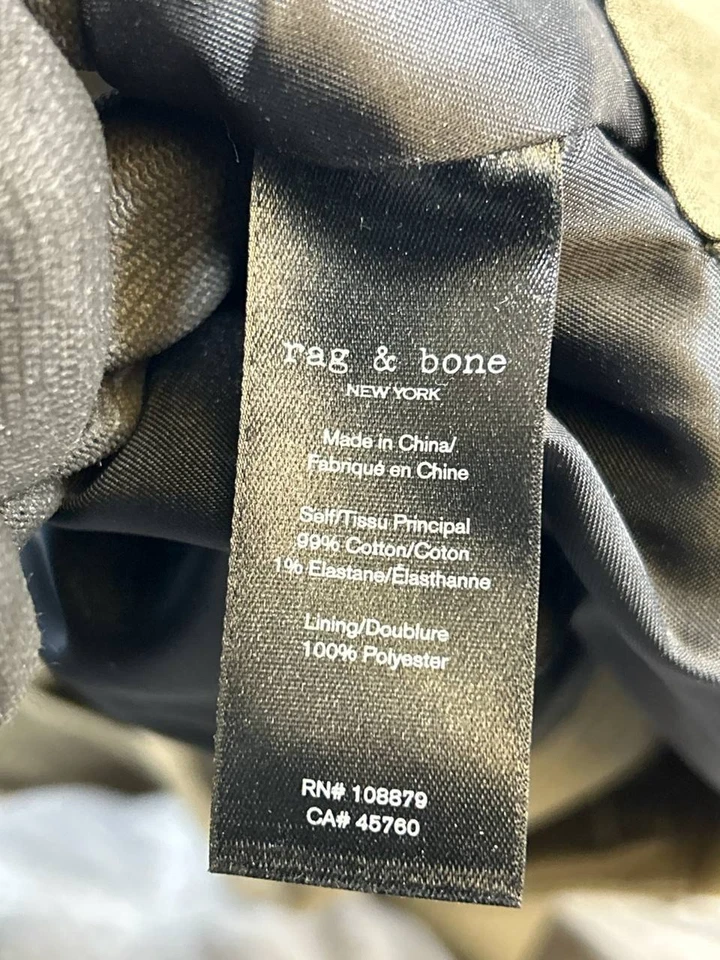 rag & bone
NEW YORK
Made in China/
Fabriqué en Chine
Self/Tissu Principal
99% Cotton/Coton
1% Elastane/Élasthanne
Lining/Doublure
100% Polyester
RN# 108879
CA# 45760